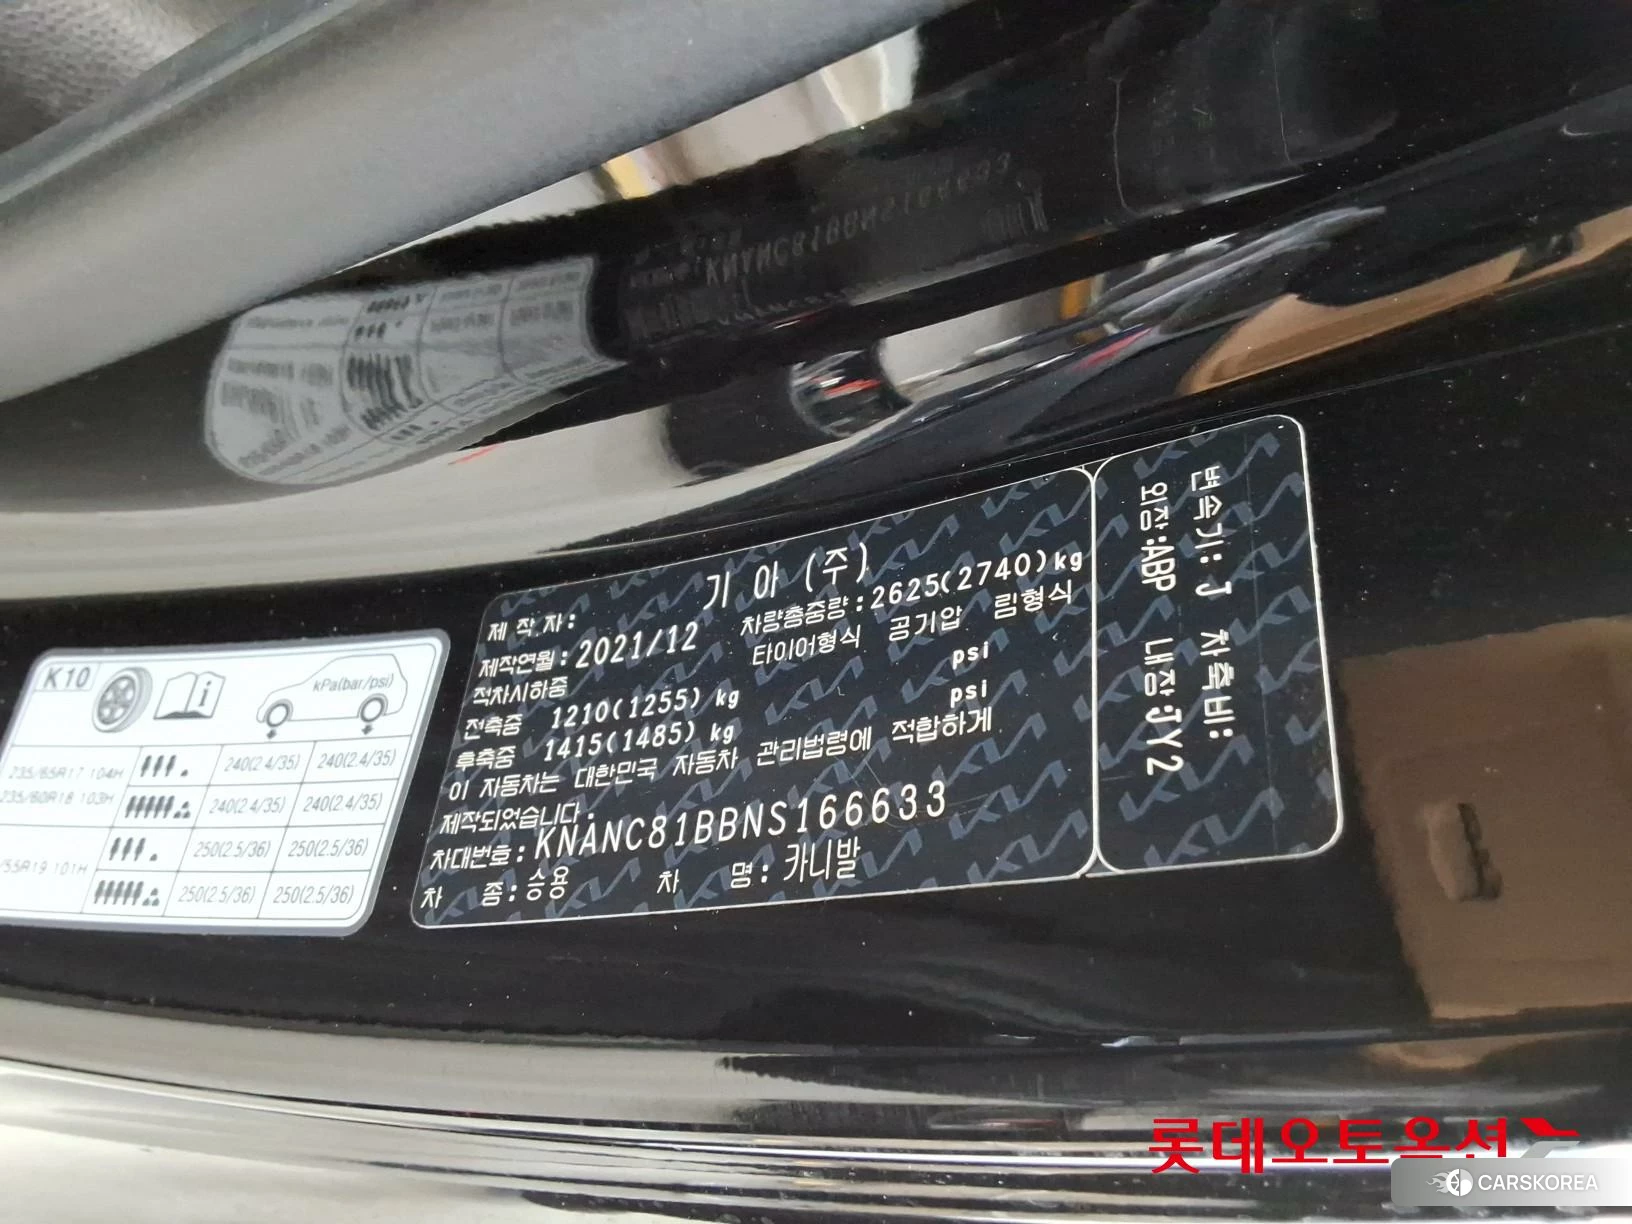 제 작 자: 기 아 (주)
제작연월: 2021/12 차량총중량: 2625(2740)kg
적차시하중 타이어형식 공기압 림형식
전축중 1210(1255) kg psi
후축중 1415(1485) kg psi
이 자동차는 대한민국 자동차 관리법령에 적합하게
제작되었습니다.
차대번호: KNANC81BBNS166633
차 종: 승용 차 명: 카니발
변속기: J 차축비:
외장:ABP 내장:JY2
K10 kPa(bar/psi)
235/65R17 104H 240(2.4/35) 240(2.4/35)
235/60R18 103H 240(2.4/35) 240(2.4/35)
/55R19 101H 250(2.5/36) 250(2.5/36)
250(2.5/36) 250(2.5/36)
롯데오토옥션
CARSKOREA